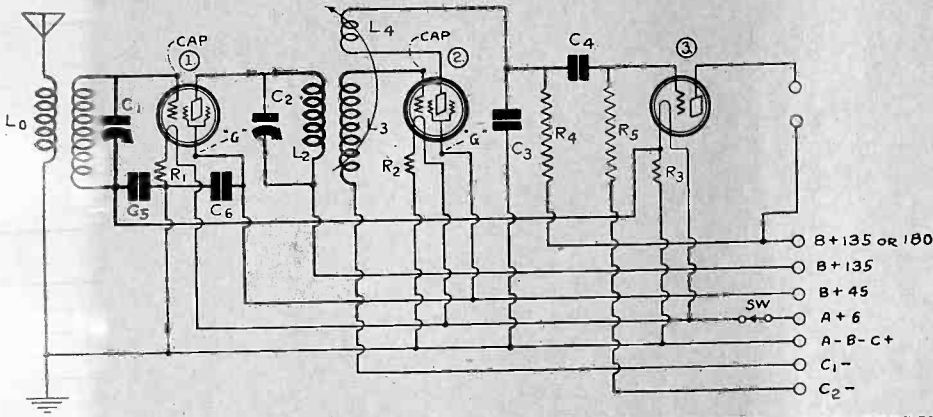 L4
CAP
①
CAP
②
C4
③
L0
C1
C2
L2
L3
"G"
"G"
C3
R4
R5
R1
R2
R3
C5
C6
B+135 OR 180
B+135
B+45
SW
A+6
A-B-C+
C1-
C2-